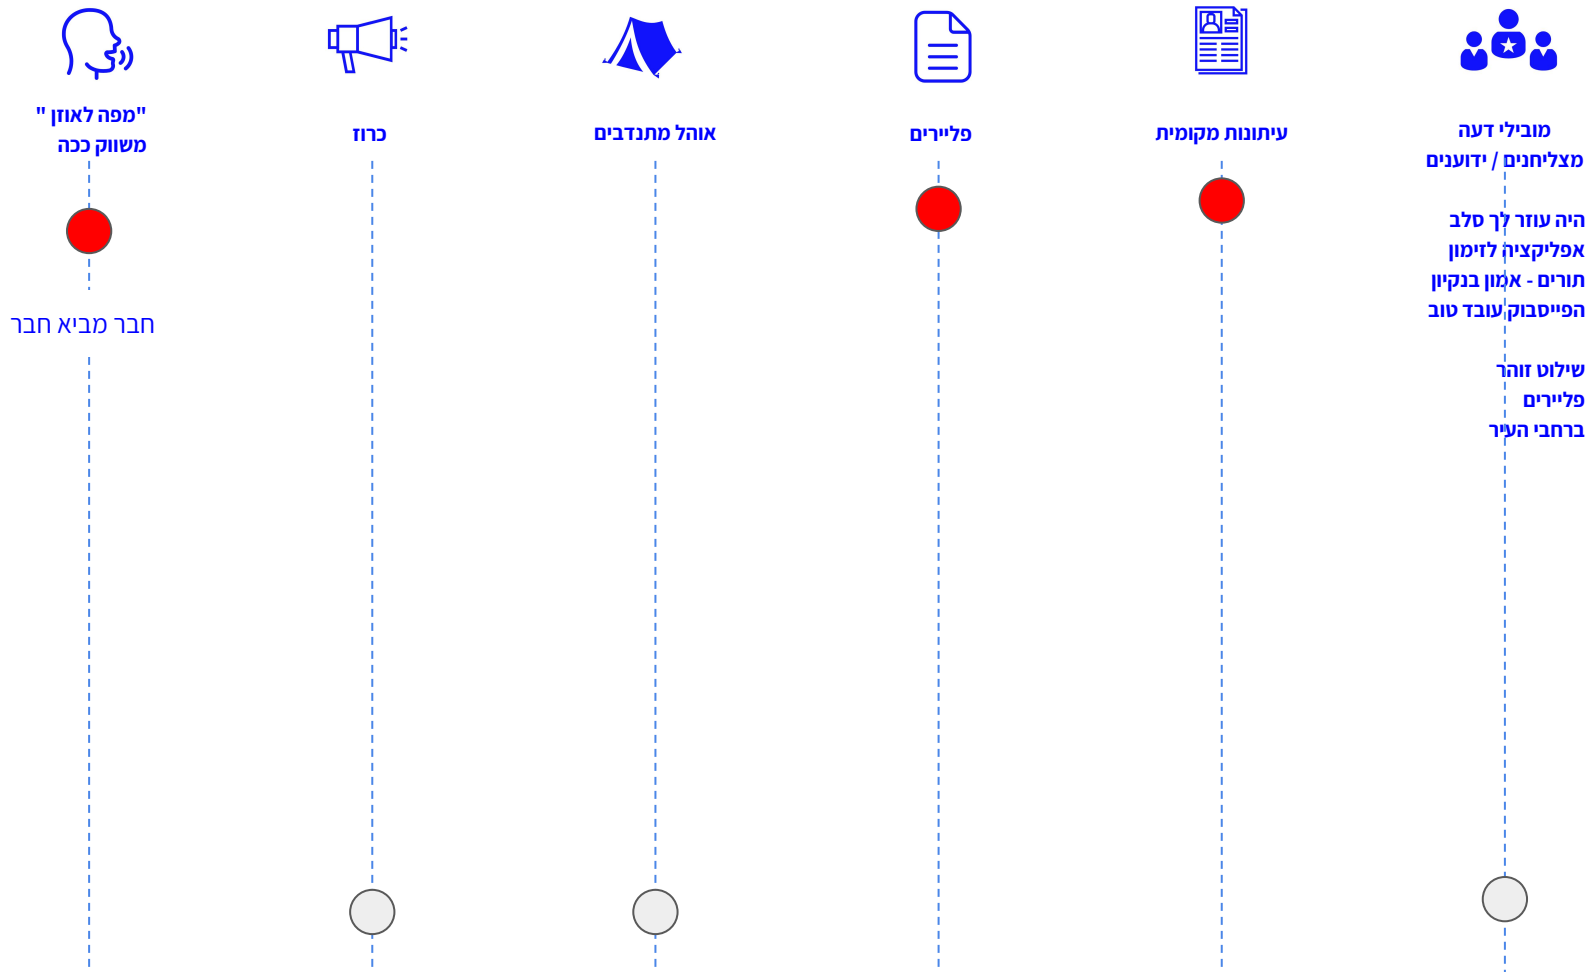 מובילי דעה
מצליחנים / ידוענים
היה עוזר לך סלב
אפליקציה לזימון
תורים - אמון בנקיון
הפייסבוק עובד טוב
שילוט זוהר
פליירים
ברחבי העיר
עיתונות מקומית
פליירים
אוהל מתנדבים
כרוז
"מפה לאוזן "
משווק ככה
חבר מביא חבר